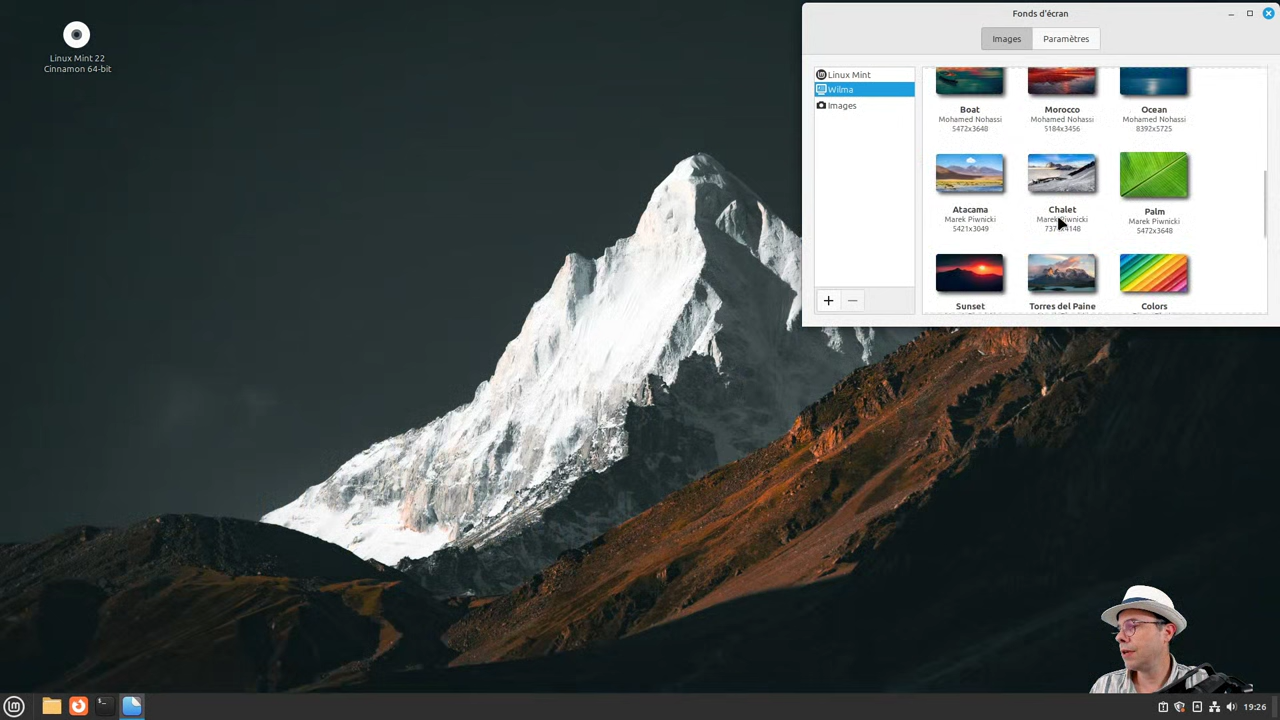 Linux Mint 22
Cinnamon 64-bit
Fonds d'écran
Images
Paramètres
Linux Mint
Wilma
Images
Boat
Mohamed Nohassi
5472x3648
Morocco
Mohamed Nohassi
5184x3456
Ocean
Mohamed Nohassi
8392x5725
Atacama
Marek Piwnicki
5421x3049
Chalet
Marek Piwnicki
Palm
Marek Piwnicki
5472x3648
Sunset
Torres del Paine
Colors
19:26